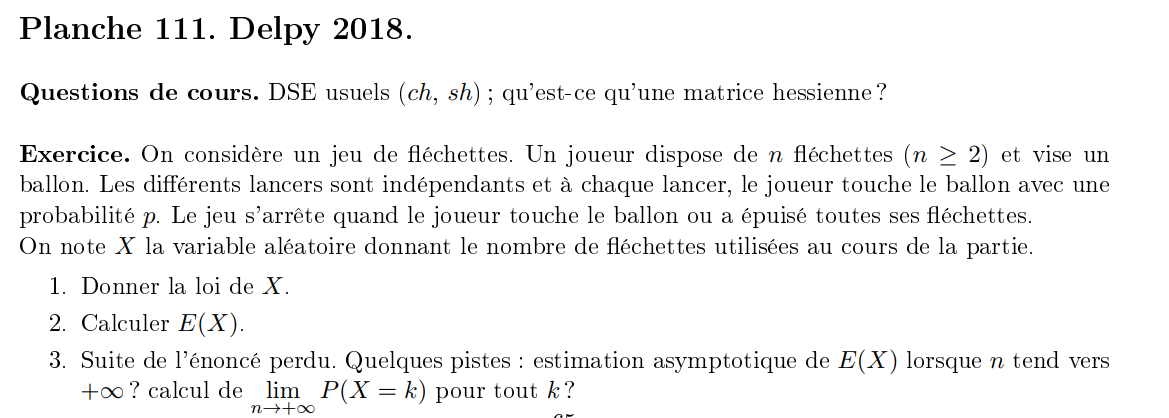 Planche 111. Delpy 2018.
Questions de cours. DSE usuels (ch, sh) ; qu'est-ce qu'une matrice hessienne ?
Exercice. On considère un jeu de fléchettes. Un joueur dispose de n fléchettes (n ≥ 2) et vise un
ballon. Les différents lancers sont indépendants et à chaque lancer, le joueur touche le ballon avec une
probabilité p. Le jeu s'arrête quand le joueur touche le ballon ou a épuisé toutes ses fléchettes.
On note X la variable aléatoire donnant le nombre de fléchettes utilisées au cours de la partie.
1. Donner la loi de X.
2. Calculer E(X).
3. Suite de l'énoncé perdu. Quelques pistes : estimation asymptotique de E(X) lorsque n tend vers
+∞ ? calcul de lim n→+∞ P(X = k) pour tout k ?